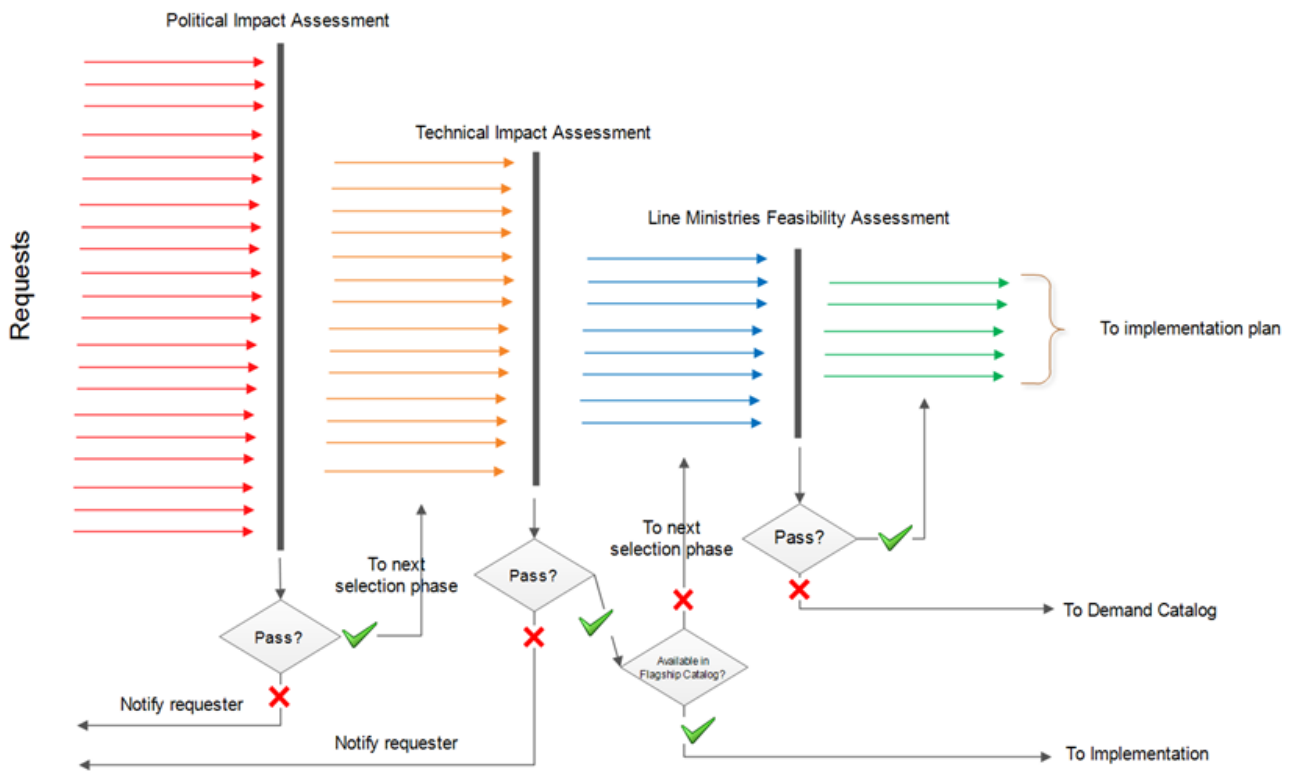 Political Impact Assessment
Technical Impact Assessment
Line Ministries Feasibility Assessment
Requests
To implementation plan
To next
selection phase
Pass?
Notify requester
Pass?
Notify requester
To next
selection phase
Available in
Flagship Catalog?
Pass?
To Demand Catalog
To Implementation